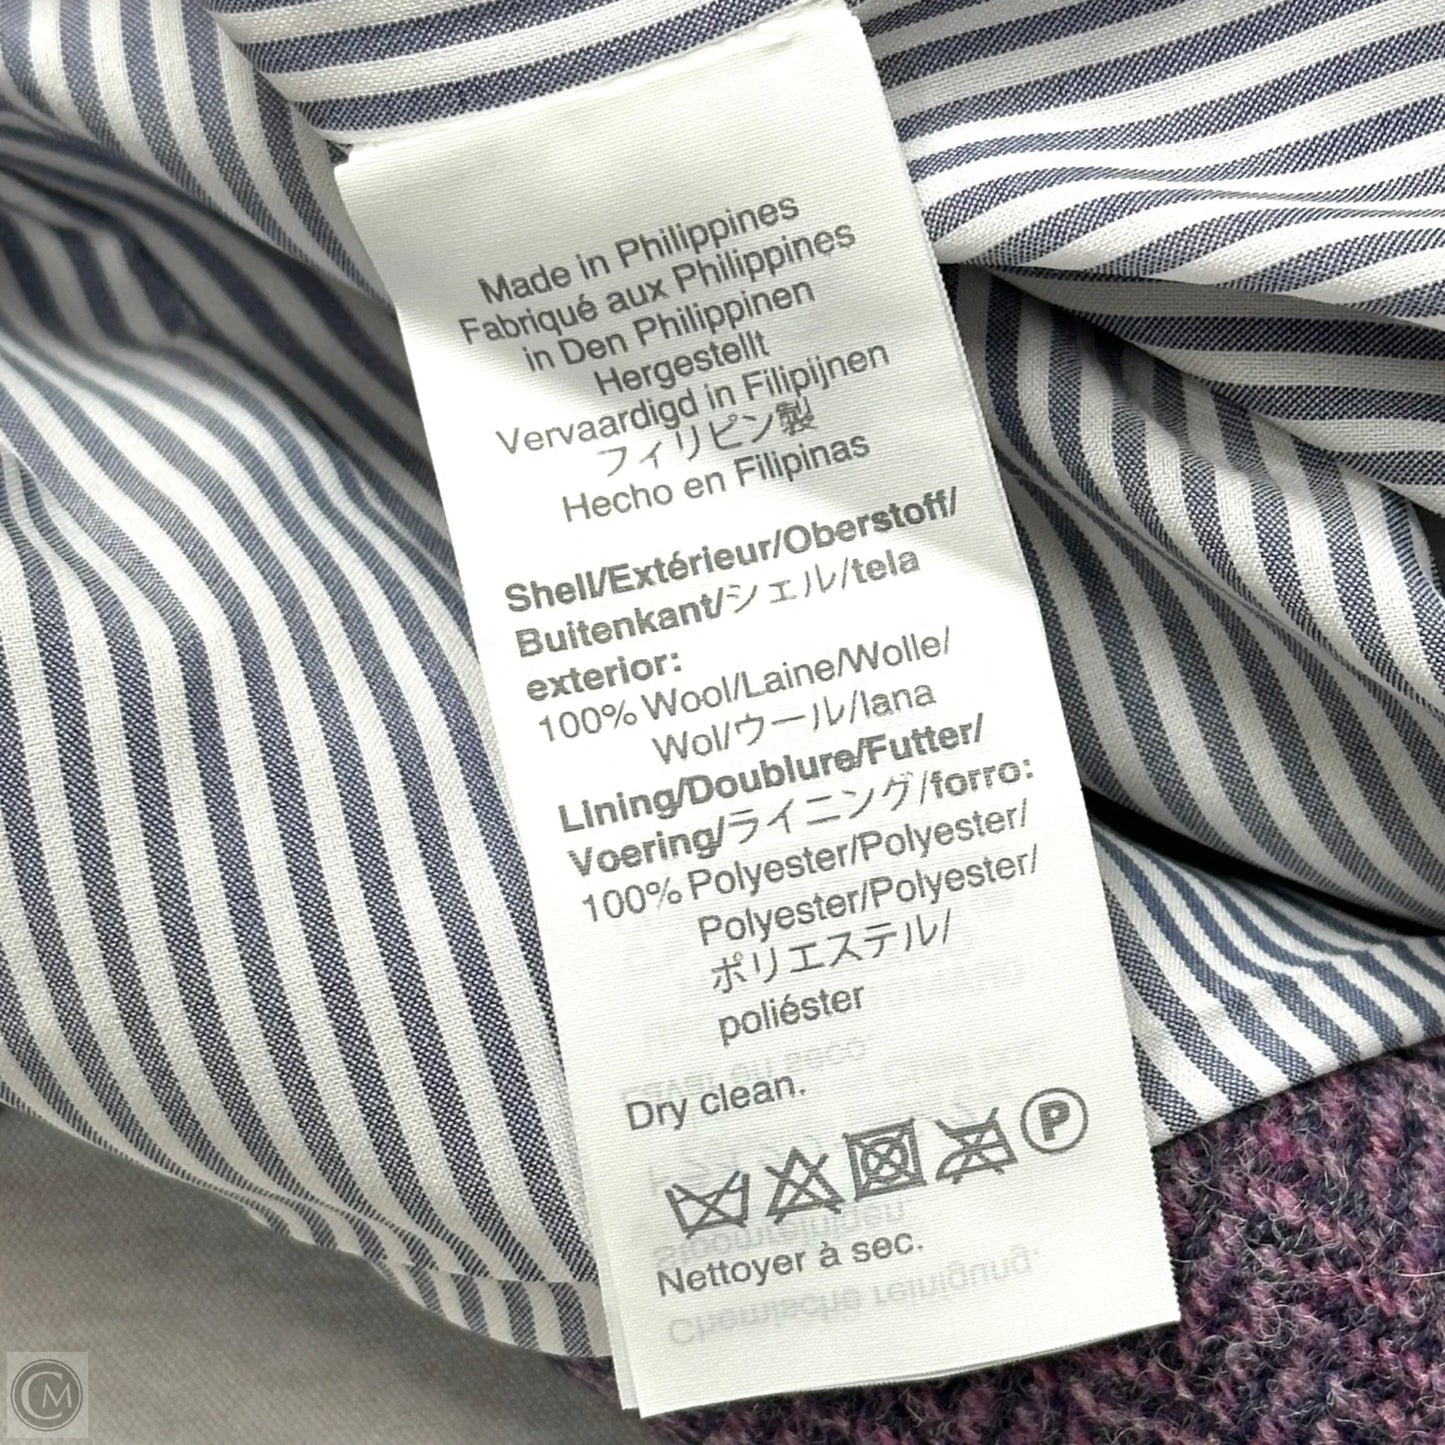 Made in Philippines
Fabriqué aux Philippines
in Den Philippinen
Hergestellt
Vervaardigd in Filipijnen
フィリピン製
Hecho en Filipinas
Shell/Extérieur/Oberstoff/
Buitenkant/シェル/tela
exterior:
100% Wool/Laine/Wolle/
Wol/ウール/lana
Lining/Doublure/Futter/
Voering/ライニング/forro:
100% Polyester/Polyester/
Polyester/Polyester/
ポリエステル/
poliéster
Dry clean.
P
Nettoyer à sec.
Chemische reinigung.
CM